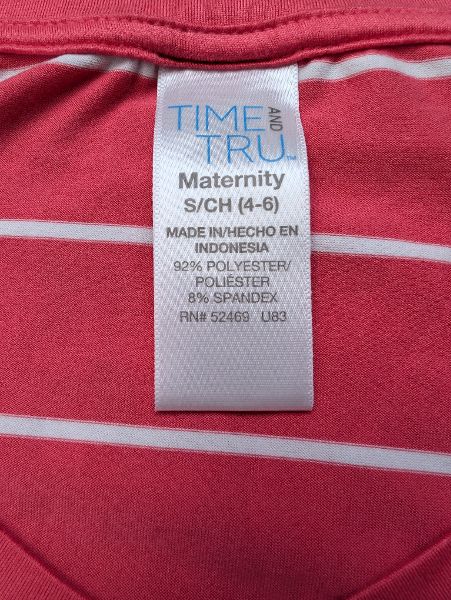 TIME AND
TRU™
Maternity
S/CH (4-6)
MADE IN/HECHO EN
INDONESIA
92% POLYESTER/
POLIÉSTER
8% SPANDEX
RN# 52469 U83